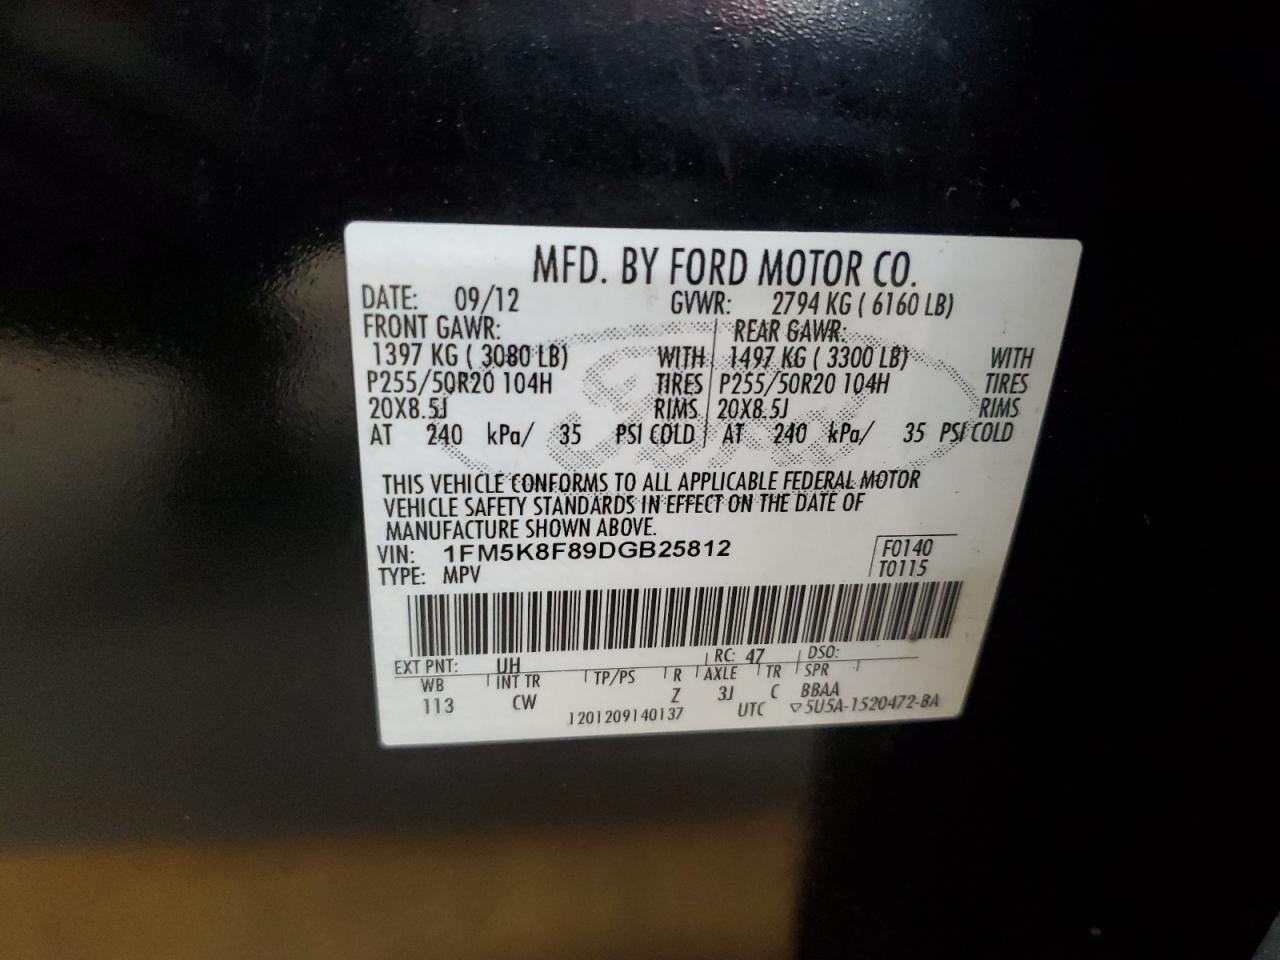 MFD. BY FORD MOTOR CO.
DATE: 09/12 GVWR: 2794 KG ( 6160 LB)
FRONT GAWR: REAR GAWR:
1397 KG ( 3080 LB) WITH 1497 KG ( 3300 LB) WITH
P255/50R20 104H TIRES P255/50R20 104H TIRES
20X8.5J RIMS 20X8.5J RIMS
AT 240 kPa/ 35 PSI COLD AT 240 kPa/ 35 PSI COLD
Ford
THIS VEHICLE CONFORMS TO ALL APPLICABLE FEDERAL MOTOR
VEHICLE SAFETY STANDARDS IN EFFECT ON THE DATE OF
MANUFACTURE SHOWN ABOVE.
VIN: 1FM5K8F89DGB25812 F0140
TYPE: MPV T0115
EXT PNT: UH RC: 47 DSO:
WB INT TR TP/PS R AXLE TR SPR
113 CW Z 3J C BBAA
1201209140137 UTC ▽5U5A-1520472-BA